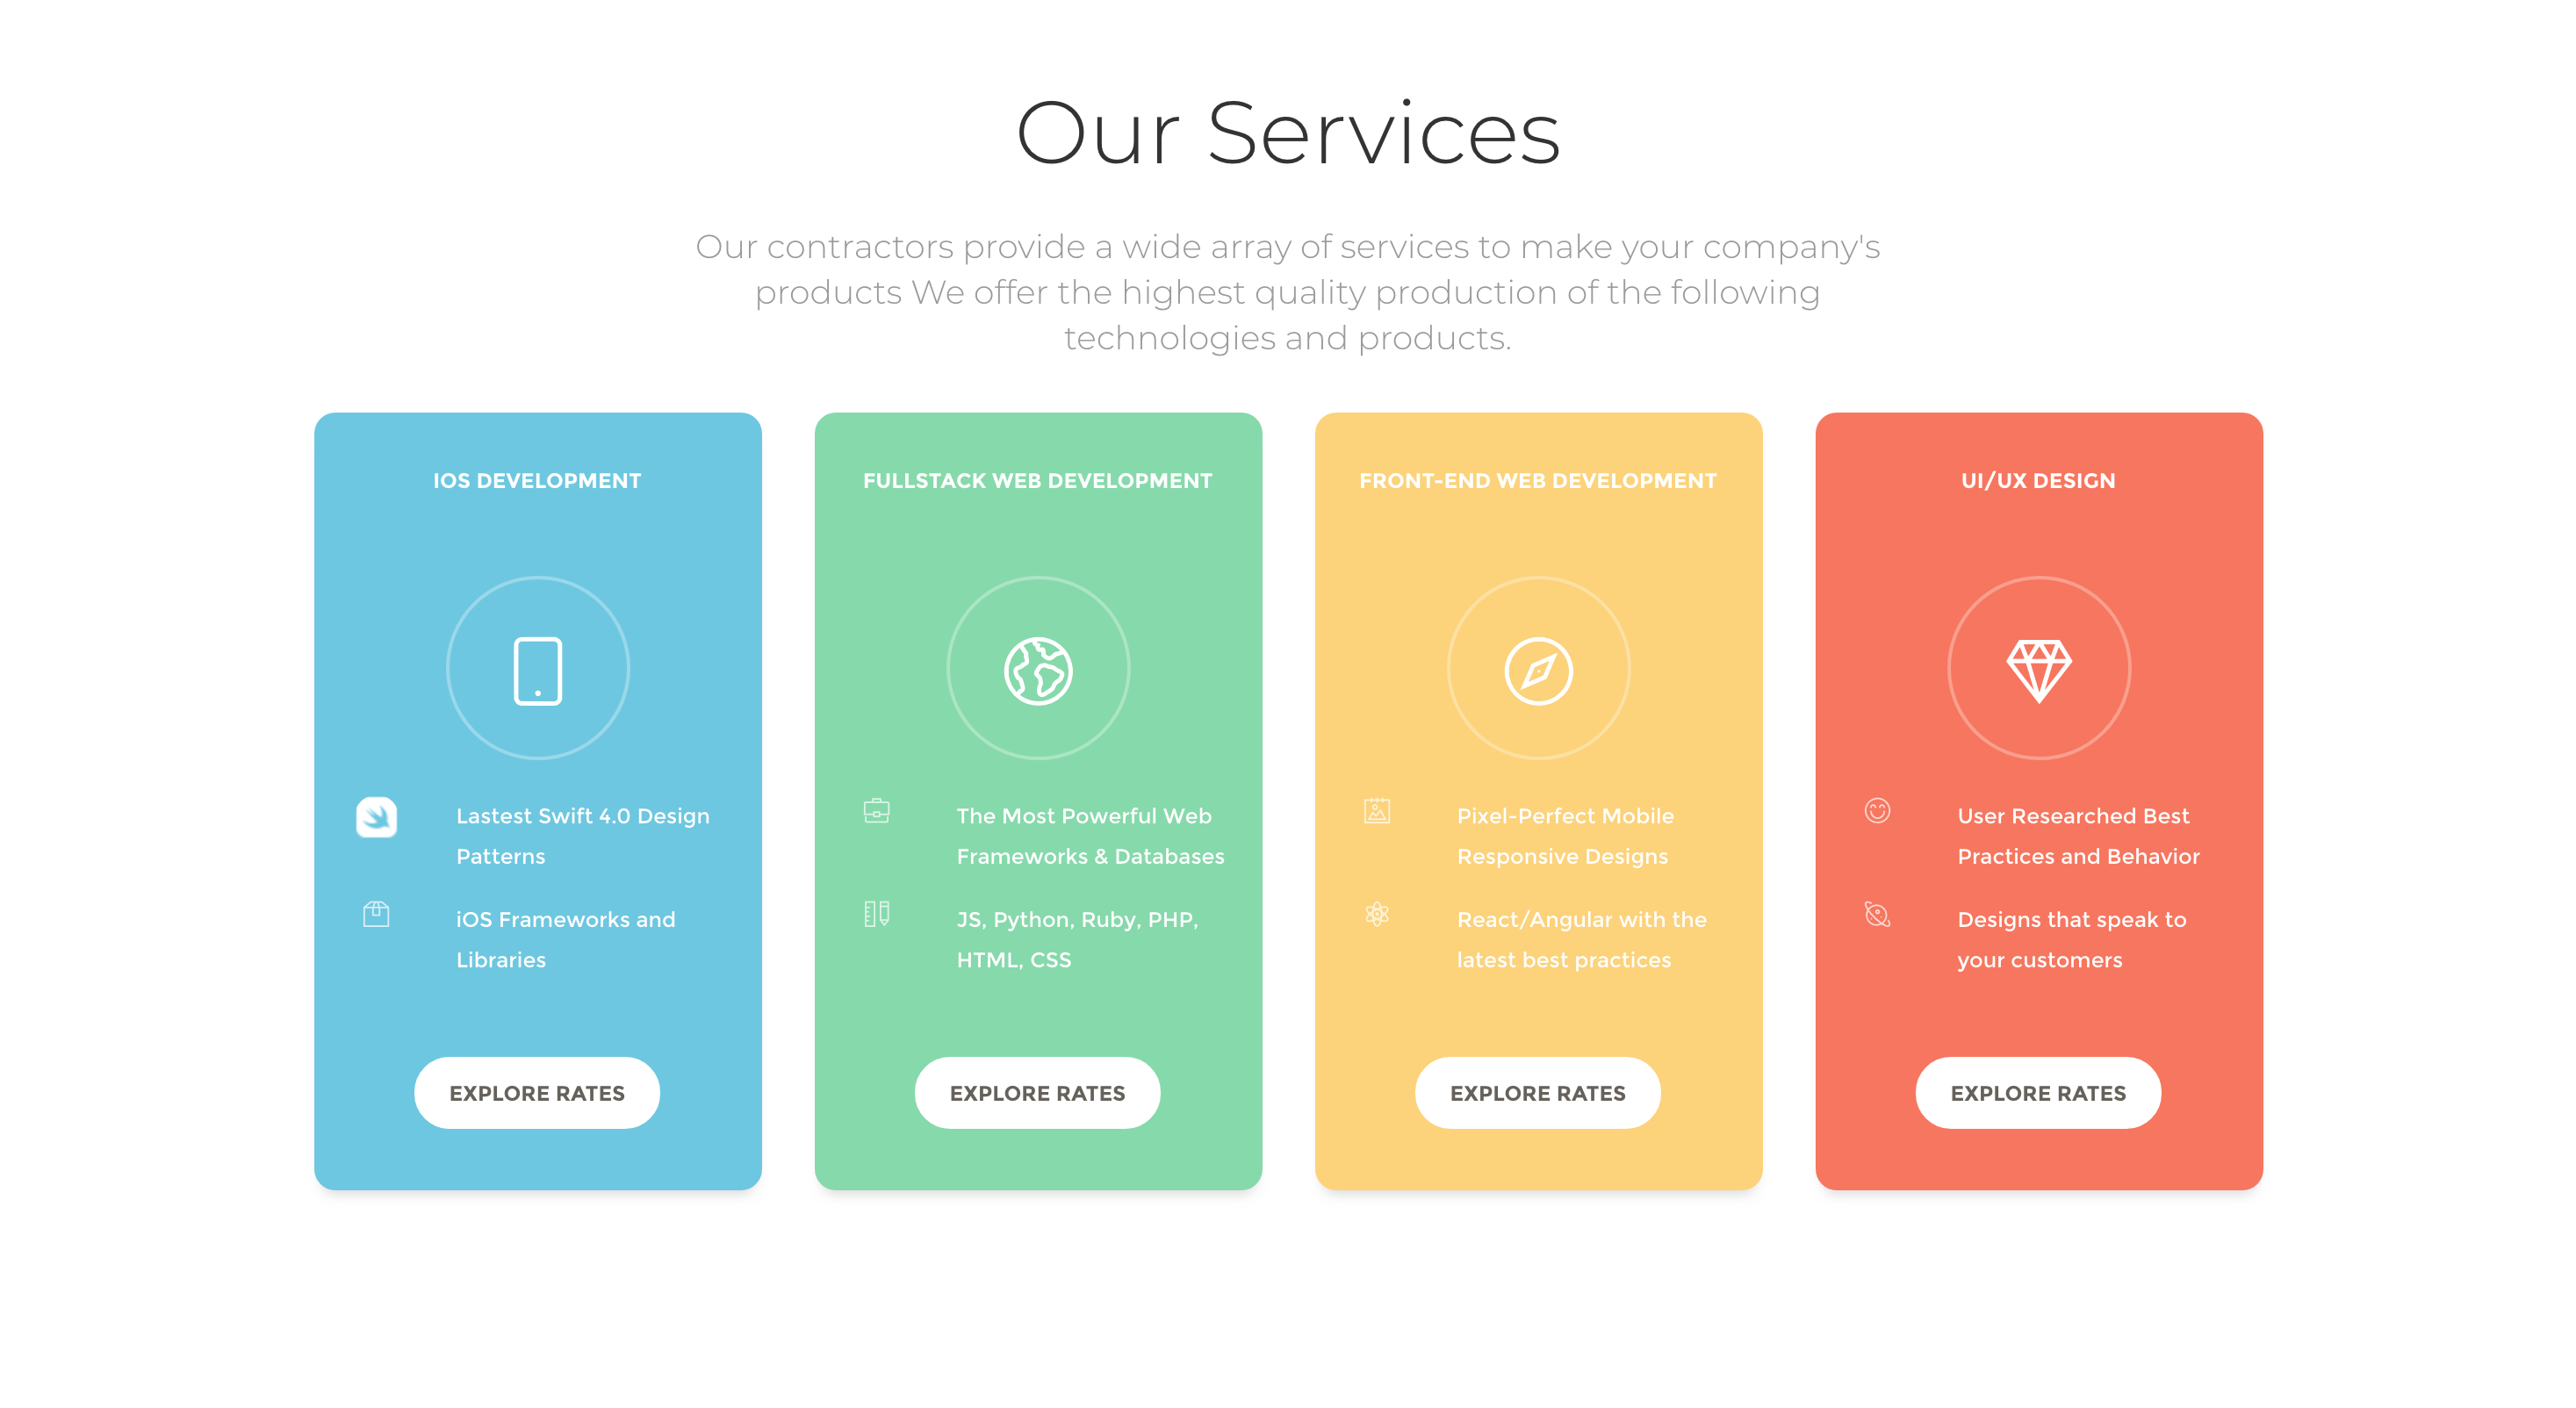 Our Services
Our contractors provide a wide array of services to make your company's
products We offer the highest quality production of the following
technologies and products.
IOS DEVELOPMENT
Lastest Swift 4.0 Design
Patterns
iOS Frameworks and
Libraries
EXPLORE RATES
FULLSTACK WEB DEVELOPMENT
The Most Powerful Web
Frameworks & Databases
JS, Python, Ruby, PHP,
HTML, CSS
EXPLORE RATES
FRONT-END WEB DEVELOPMENT
Pixel-Perfect Mobile
Responsive Designs
React/Angular with the
latest best practices
EXPLORE RATES
UI/UX DESIGN
User Researched Best
Practices and Behavior
Designs that speak to
your customers
EXPLORE RATES